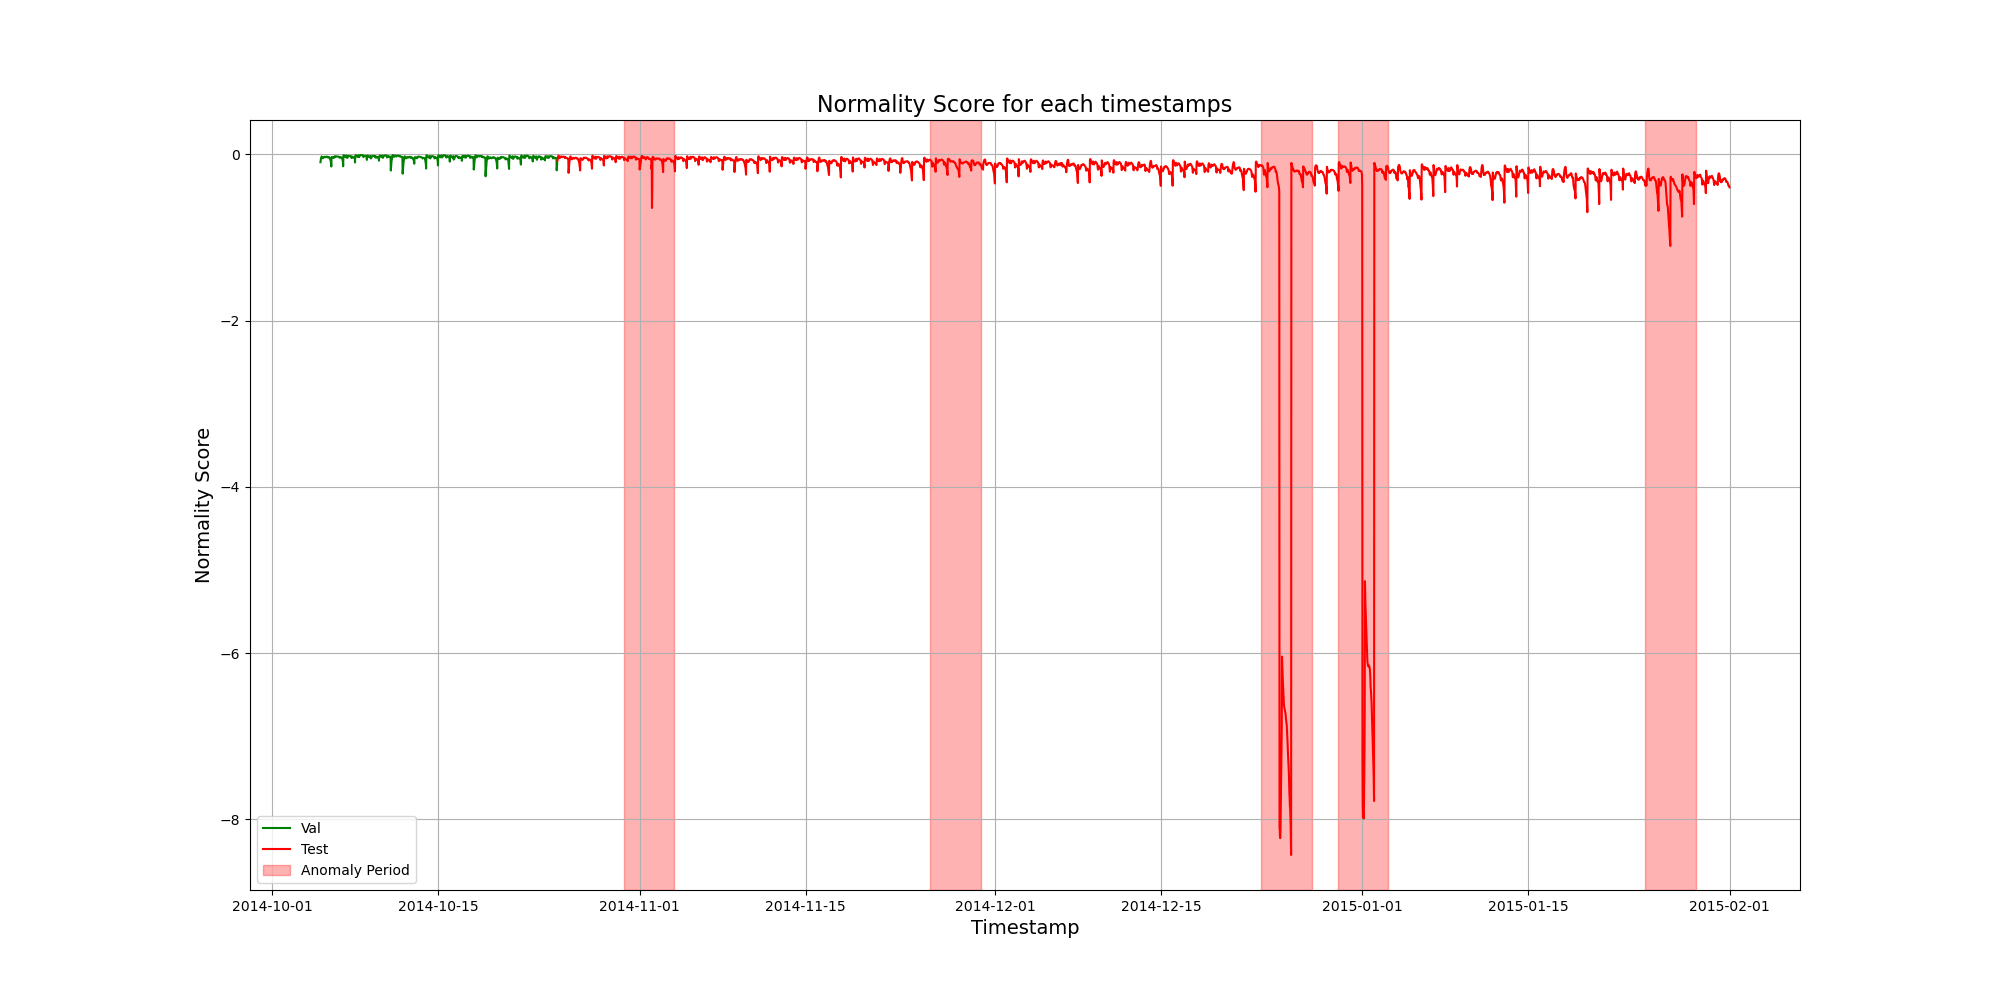 Normality Score for each timestamps
Normality Score
0
−2
−4
−6
−8
Val
Test
Anomaly Period
2014-10-01
2014-10-15
2014-11-01
2014-11-15
2014-12-01
2014-12-15
2015-01-01
2015-01-15
2015-02-01
Timestamp